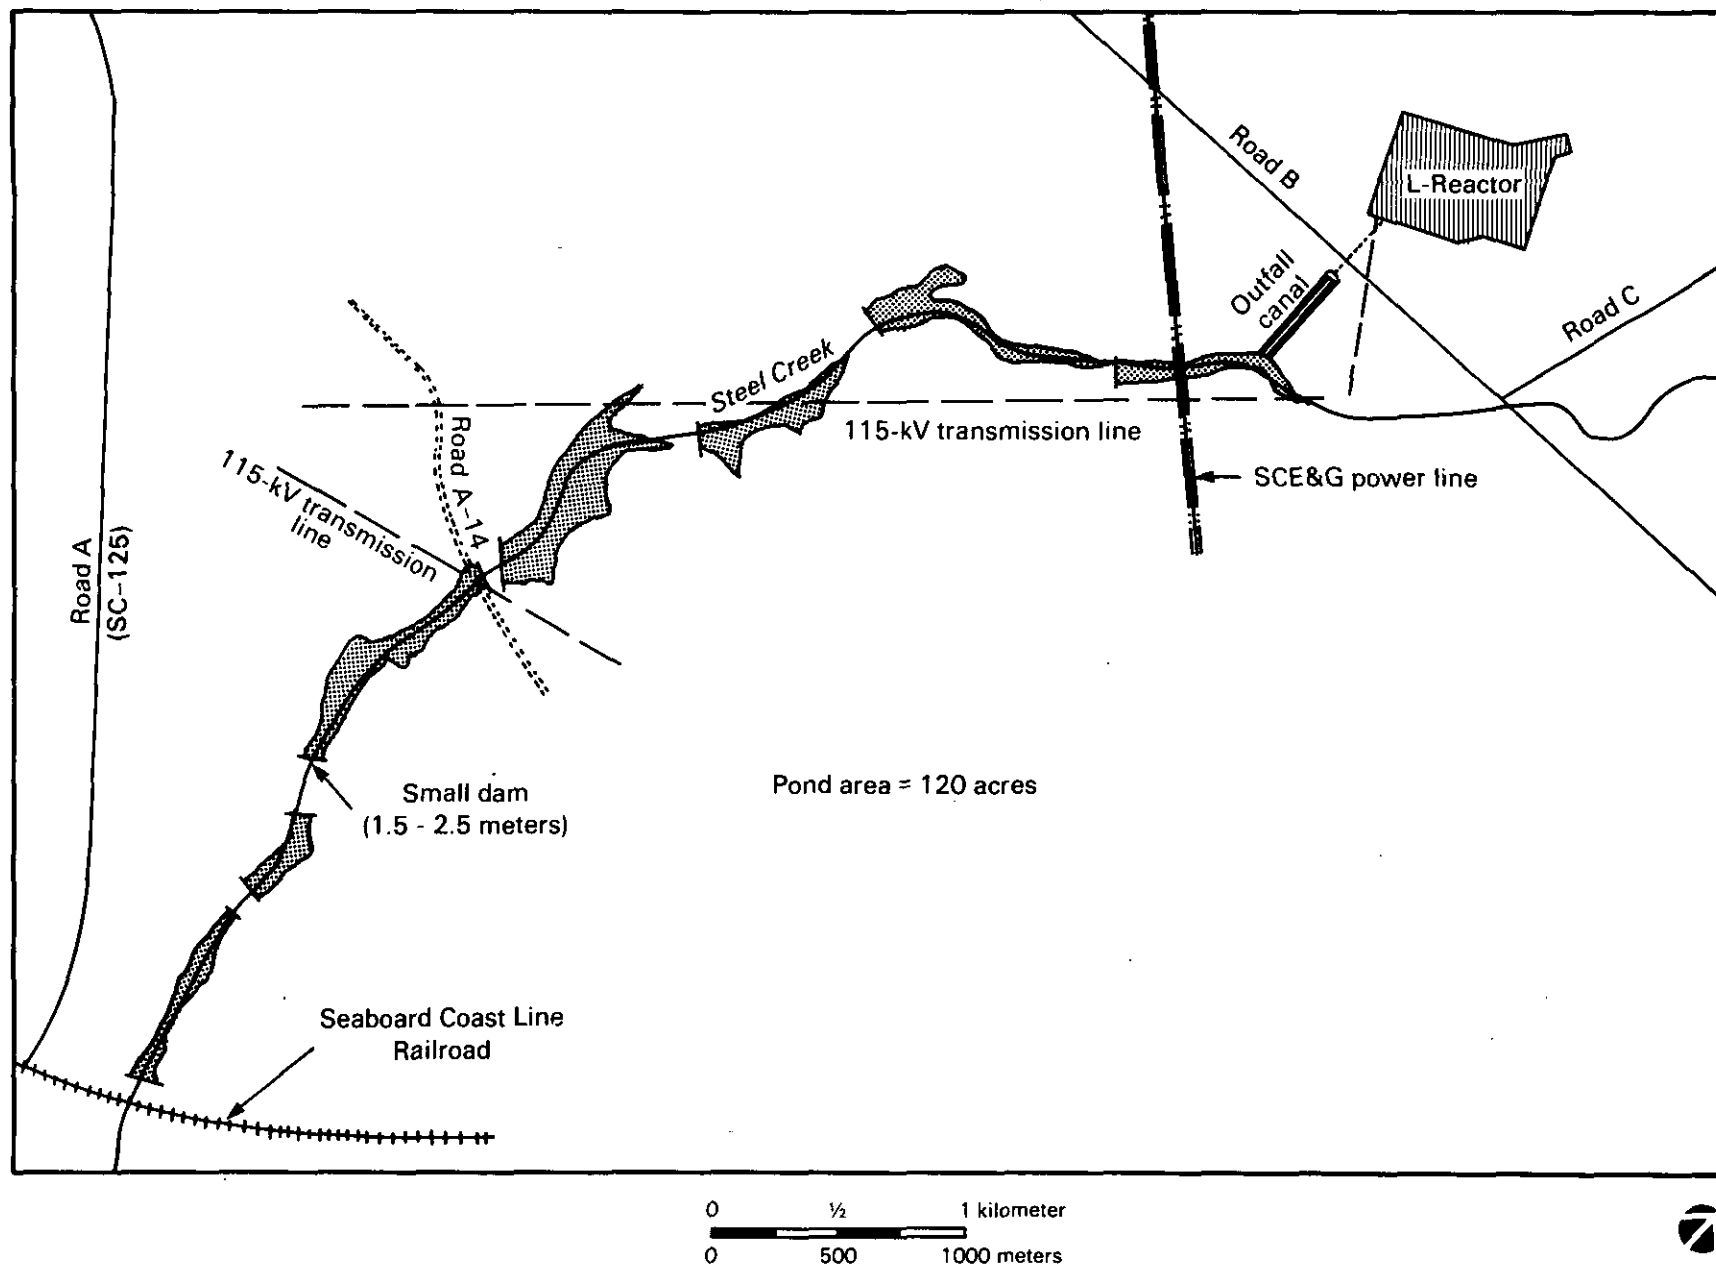 Road B
L-Reactor
Outfall
canal
Road C
Steel Creek
115-kV transmission line
SCE&G power line
Road A-14
115-kV transmission
line
Road A
(SC-125)
Small dam
(1.5 - 2.5 meters)
Pond area = 120 acres
Seaboard Coast Line
Railroad
0 ½ 1 kilometer
0 500 1000 meters